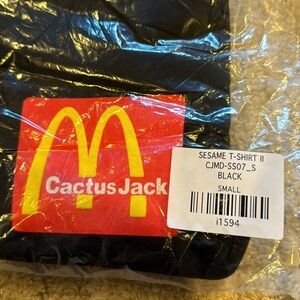 CactusJack
SESAME T-SHIRT II
CJMD-SS07_S
BLACK
SMALL
i1594